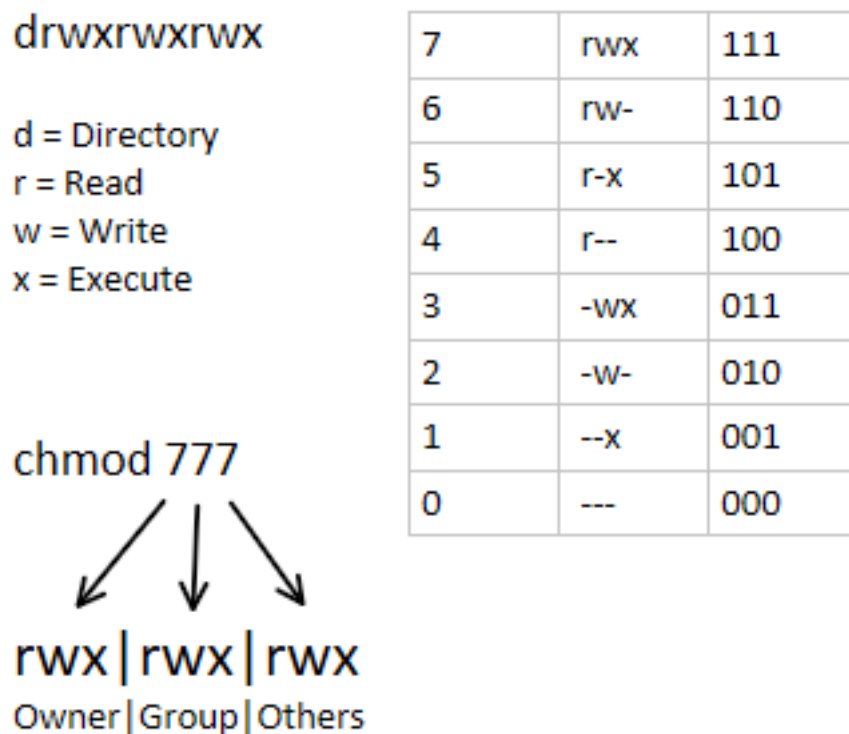 drwxrwxrwx
d = Directory
r = Read
w = Write
x = Execute
chmod 777
rwx|rwx|rwx
Owner|Group|Others
7 rwx 111
6 rw- 110
5 r-x 101
4 r-- 100
3 -wx 011
2 -w- 010
1 --x 001
0 --- 000